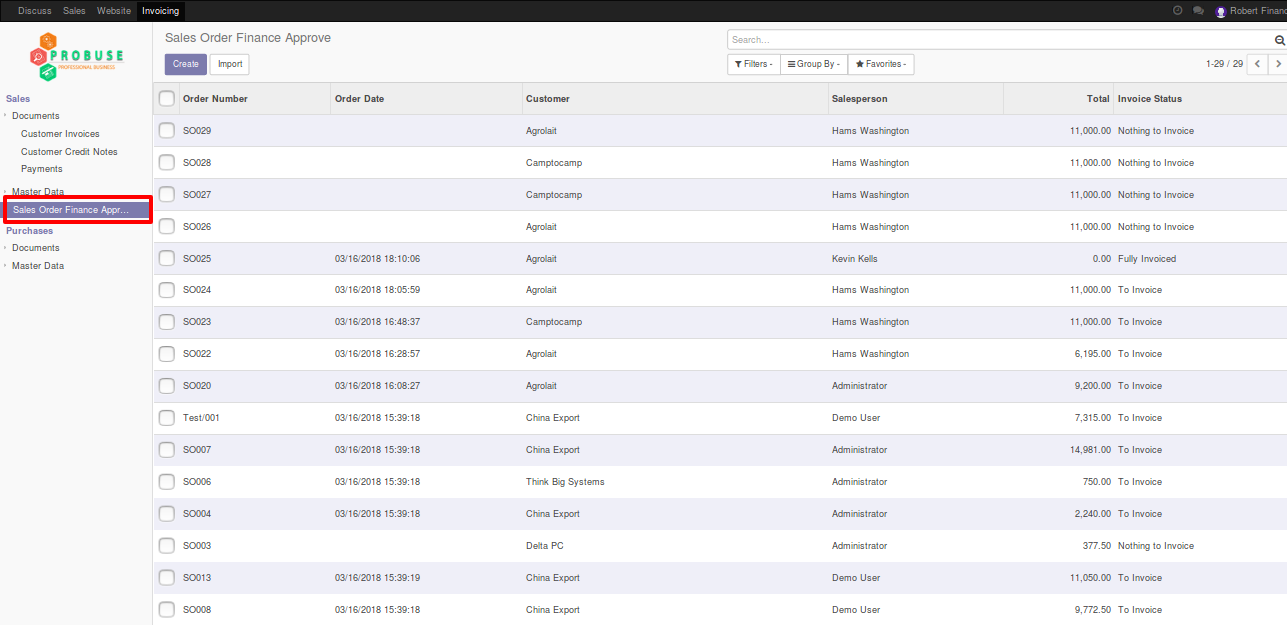 Discuss Sales Website Invoicing Robert Financ
PROBUSE
PROFESSIONAL BUSINESS
Sales
Documents
Customer Invoices
Customer Credit Notes
Payments
Master Data
Sales Order Finance Appr...
Purchases
Documents
Master Data
Sales Order Finance Approve
Search...
Create Import
Filters Group By Favorites 1-29 / 29
Order Number Order Date Customer Salesperson Total Invoice Status
SO029 Agrolait Hams Washington 11,000.00 Nothing to Invoice
SO028 Camptocamp Hams Washington 11,000.00 Nothing to Invoice
SO027 Camptocamp Hams Washington 11,000.00 Nothing to Invoice
SO026 Agrolait Hams Washington 11,000.00 Nothing to Invoice
SO025 03/16/2018 18:10:06 Agrolait Kevin Kells 0.00 Fully Invoiced
SO024 03/16/2018 18:05:59 Agrolait Hams Washington 11,000.00 To Invoice
SO023 03/16/2018 16:48:37 Camptocamp Hams Washington 11,000.00 To Invoice
SO022 03/16/2018 16:28:57 Agrolait Hams Washington 6,195.00 To Invoice
SO020 03/16/2018 16:08:27 Agrolait Administrator 9,200.00 To Invoice
Test/001 03/16/2018 15:39:18 China Export Demo User 7,315.00 To Invoice
SO007 03/16/2018 15:39:18 China Export Administrator 14,981.00 To Invoice
SO006 03/16/2018 15:39:18 Think Big Systems Administrator 750.00 To Invoice
SO004 03/16/2018 15:39:18 China Export Administrator 2,240.00 To Invoice
SO003 Delta PC Administrator 377.50 Nothing to Invoice
SO013 03/16/2018 15:39:19 China Export Demo User 11,050.00 To Invoice
SO008 03/16/2018 15:39:18 China Export Demo User 9,772.50 To Invoice